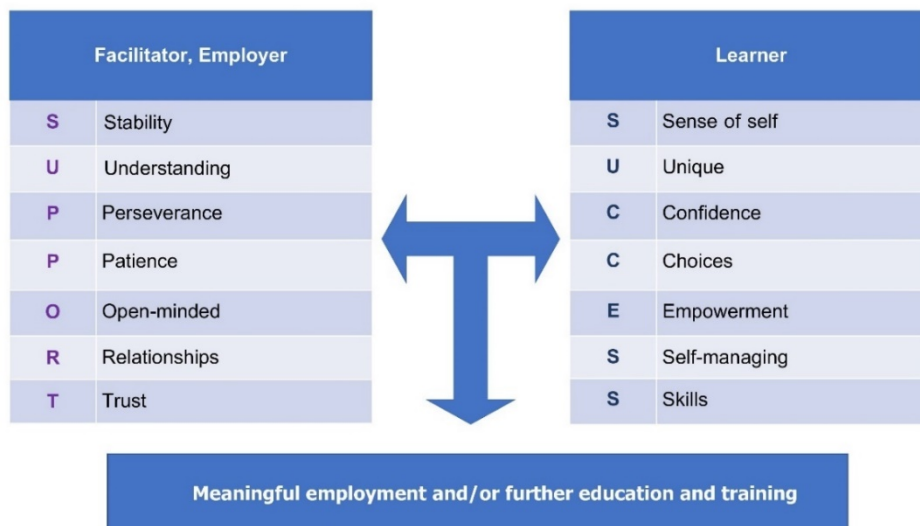 Facilitator, Employer
S Stability
U Understanding
P Perseverance
P Patience
O Open-minded
R Relationships
T Trust
Learner
S Sense of self
U Unique
C Confidence
C Choices
E Empowerment
S Self-managing
S Skills
Meaningful employment and/or further education and training